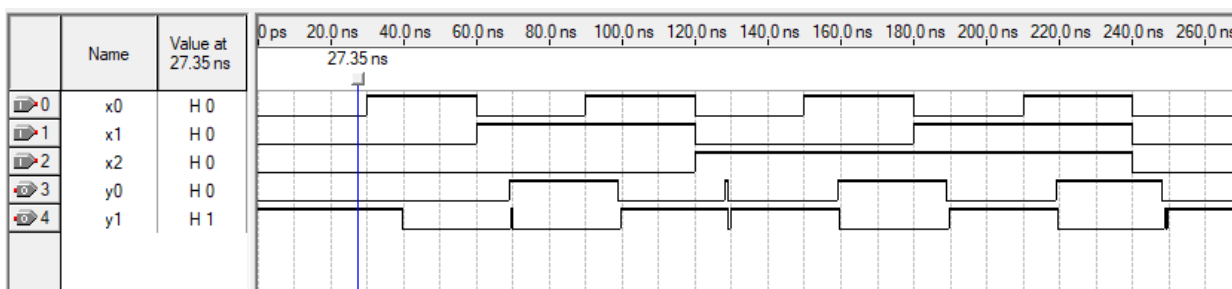 Name
Value at
27.35 ns
0 ps 20.0 ns 40.0 ns 60.0 ns 80.0 ns 100.0 ns 120.0 ns 140.0 ns 160.0 ns 180.0 ns 200.0 ns 220.0 ns 240.0 ns 260.0 ns
27.35 ns
0 x0 H 0
1 x1 H 0
2 x2 H 0
3 y0 H 0
4 y1 H 1